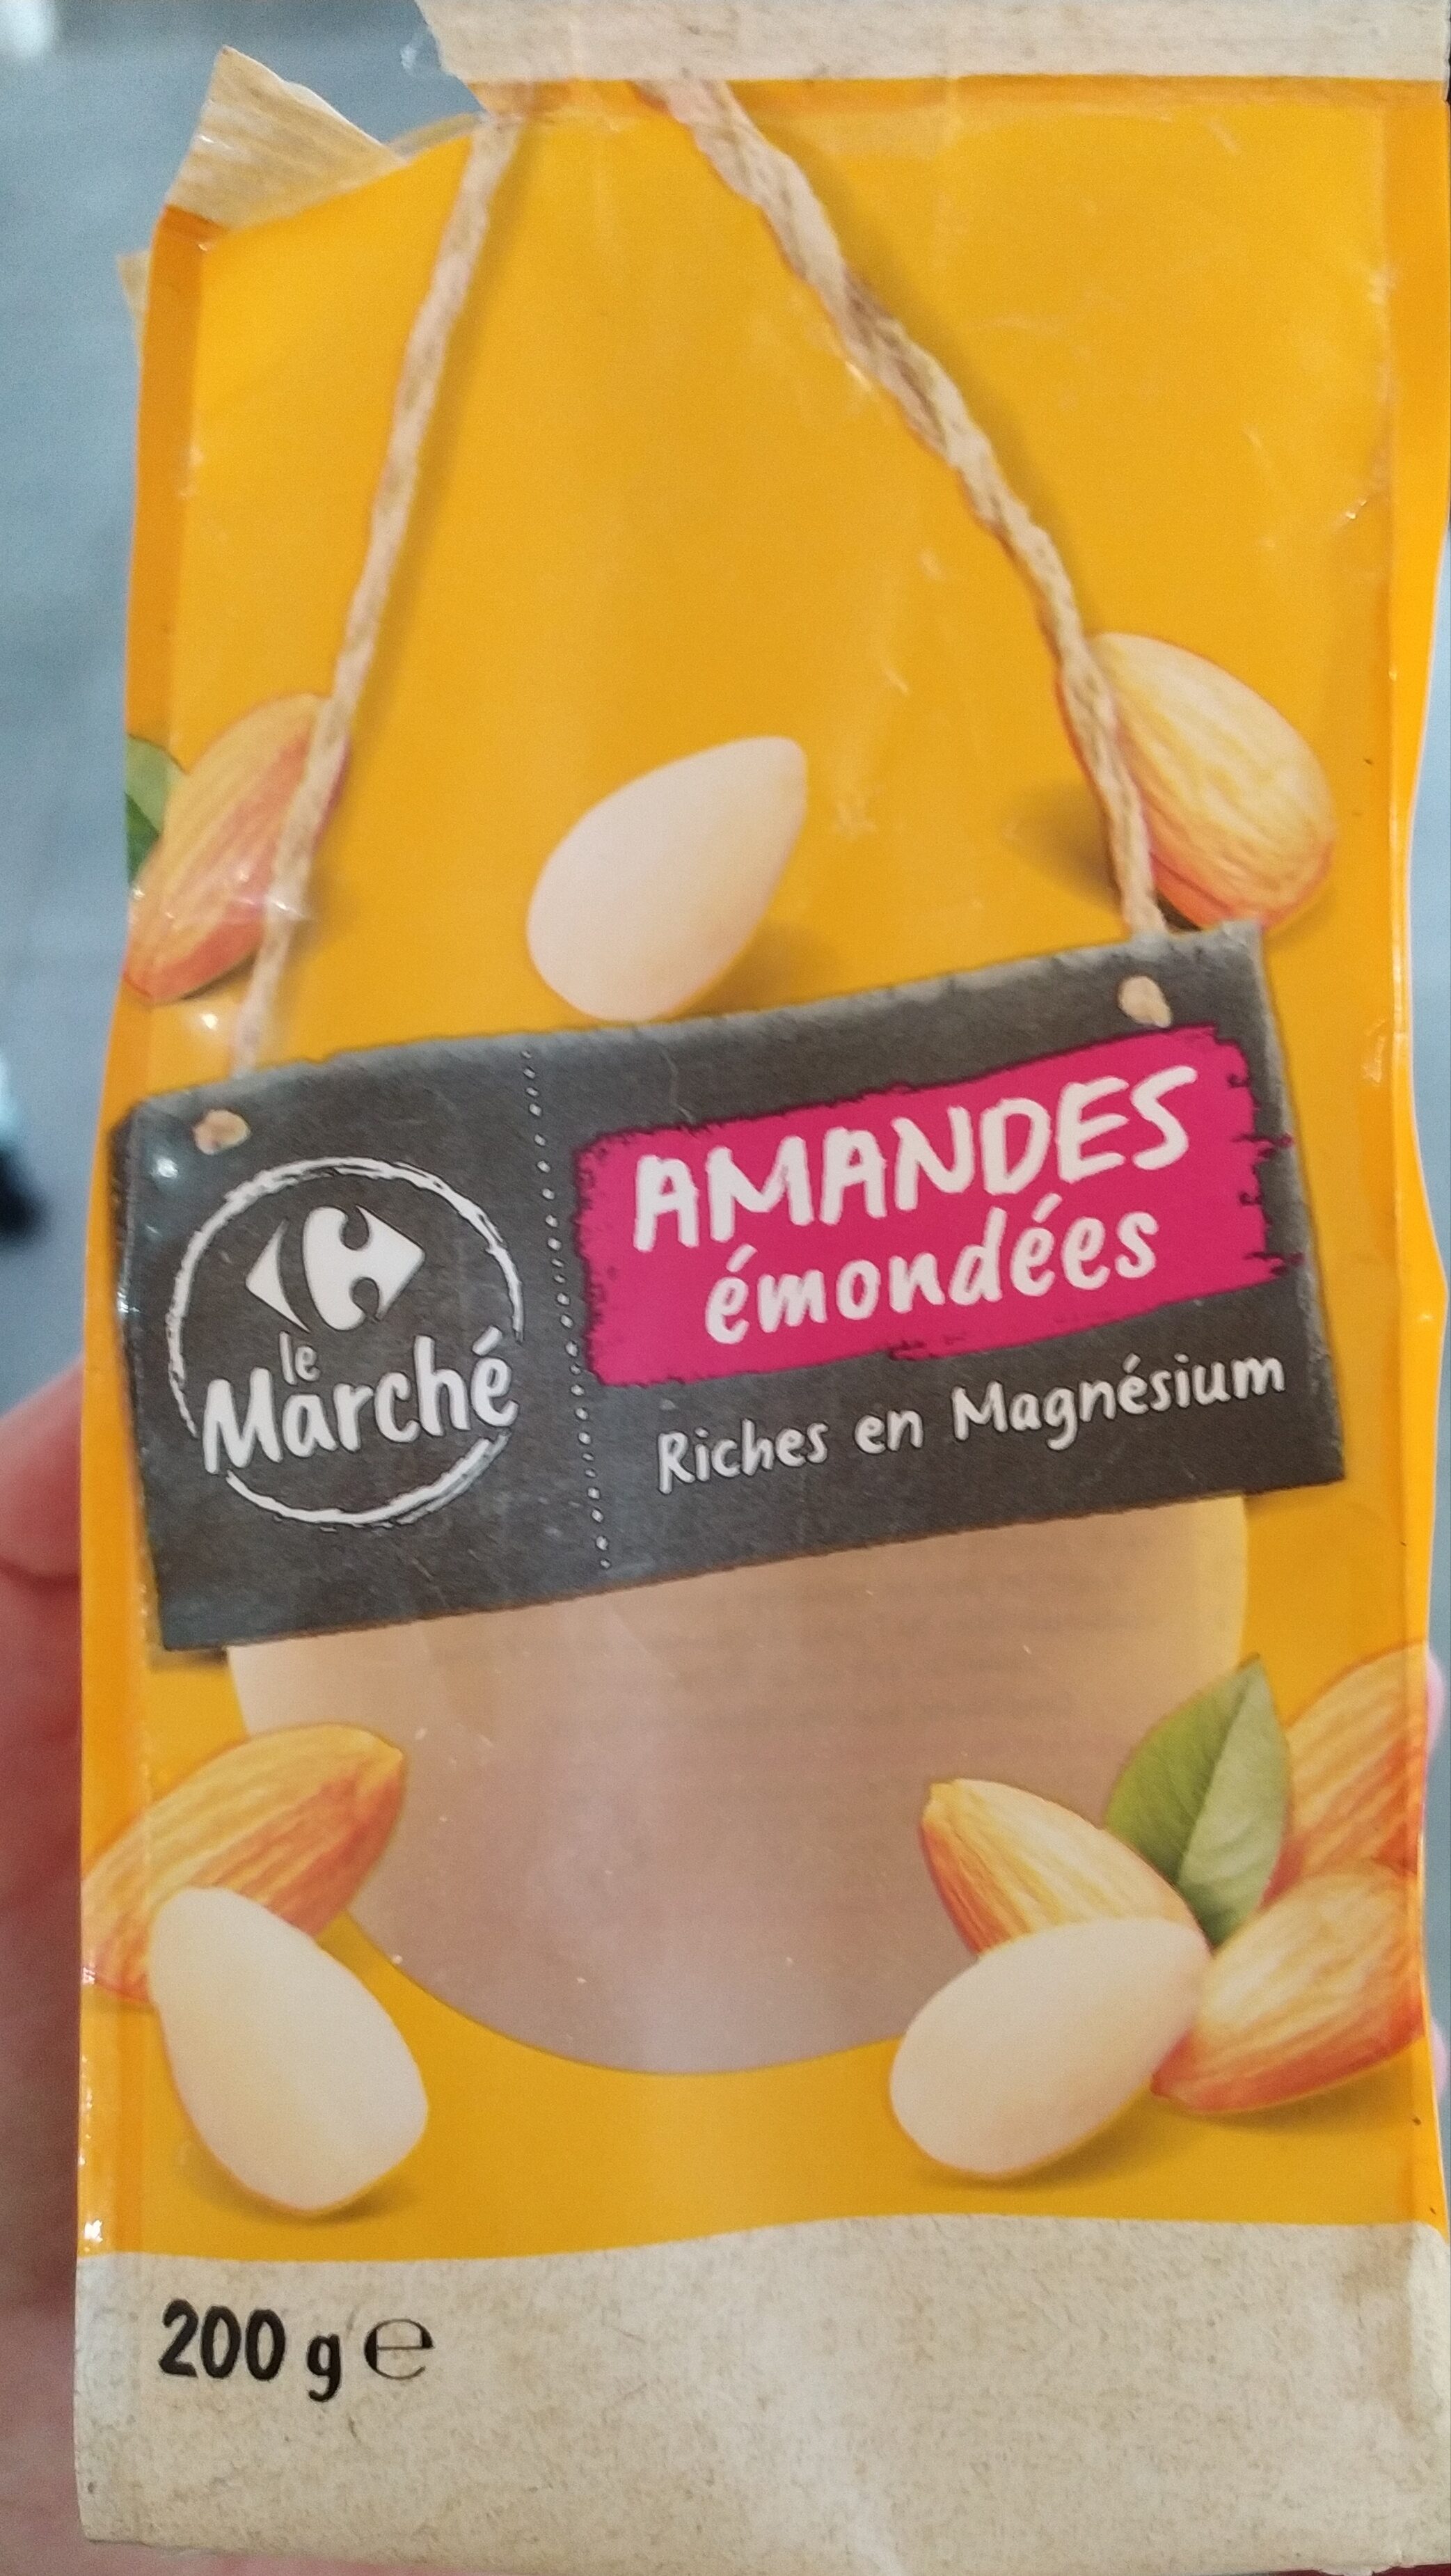 le
Marché
AMANDES
émondées
Riches en Magnésium
200 g ℮